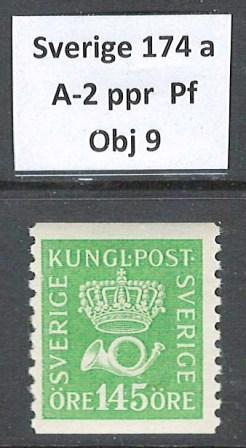 Sverige 174 a
A-2 ppr Pf
Obj 9
KUNGL·POST·
SVERIGE
SVERIGE
ÖRE 145 ÖRE